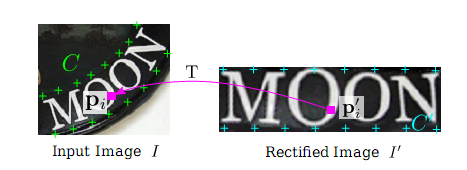 C
MOON
T
p_i
MOON
p'_i
C'
Input Image I
Rectified Image I'